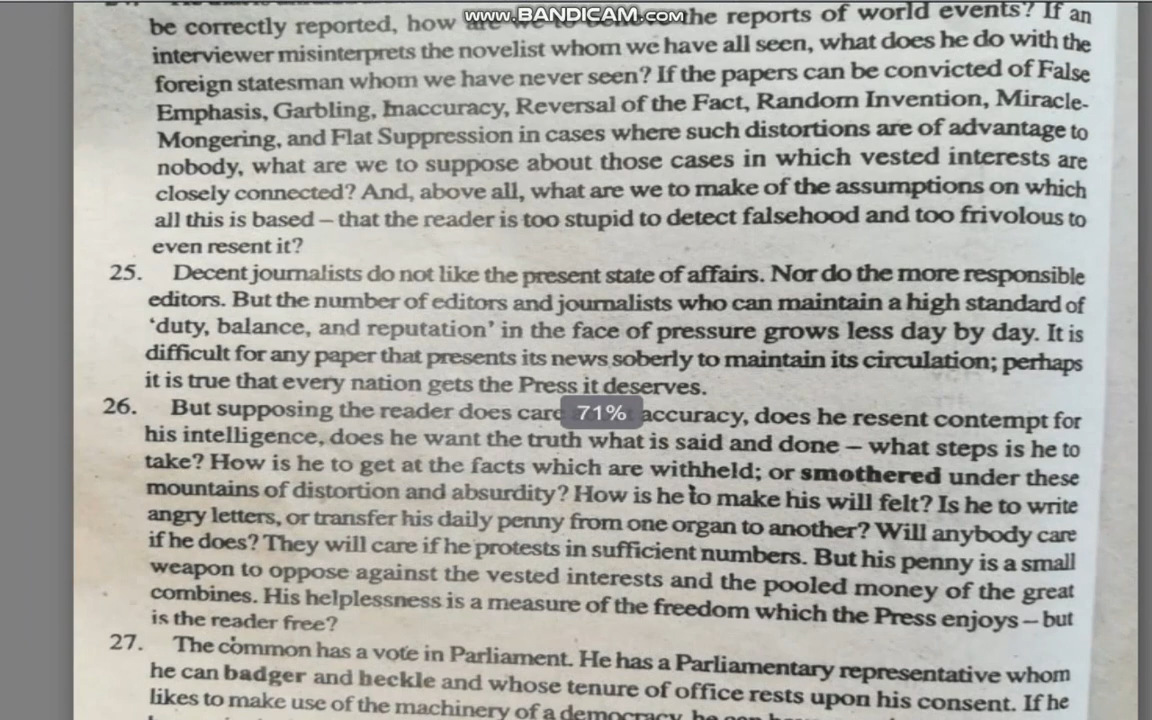 www.BANDICAM.com
be correctly reported, how are we to the reports of world events? If an
interviewer misinterprets the novelist whom we have all seen, what does he do with the
foreign statesman whom we have never seen? If the papers can be convicted of False
Emphasis, Garbling, Inaccuracy, Reversal of the Fact, Random Invention, Miracle-
Mongering, and Flat Suppression in cases where such distortions are of advantage to
nobody, what are we to suppose about those cases in which vested interests are
closely connected? And, above all, what are we to make of the assumptions on which
all this is based – that the reader is too stupid to detect falsehood and too frivolous to
even resent it?
25. Decent journalists do not like the present state of affairs. Nor do the more responsible
editors. But the number of editors and journalists who can maintain a high standard of
'duty, balance, and reputation' in the face of pressure grows less day by day. It is
difficult for any paper that presents its news soberly to maintain its circulation; perhaps
it is true that every nation gets the Press it deserves.
26. But supposing the reader does care 71% accuracy, does he resent contempt for
his intelligence, does he want the truth what is said and done – what steps is he to
take? How is he to get at the facts which are withheld; or smothered under these
mountains of distortion and absurdity? How is he to make his will felt? Is he to write
angry letters, or transfer his daily penny from one organ to another? Will anybody care
if he does? They will care if he protests in sufficient numbers. But his penny is a small
weapon to oppose against the vested interests and the pooled money of the great
combines. His helplessness is a measure of the freedom which the Press enjoys – but
is the reader free?
27. The common has a vote in Parliament. He has a Parliamentary representative whom
he can badger and heckle and whose tenure of office rests upon his consent. If he
likes to make use of the machinery of a democracy, he can